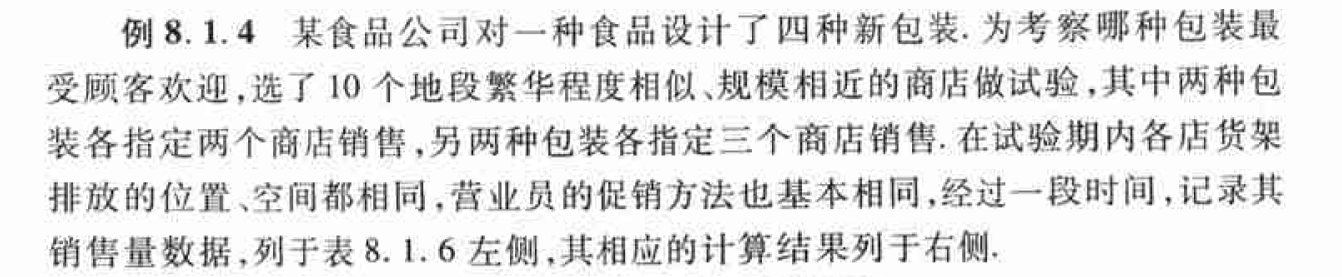 例 8.1.4 某食品公司对一种食品设计了四种新包装. 为考察哪种包装最
受顾客欢迎,选了 10 个地段繁华程度相似、规模相近的商店做试验,其中两种包
装各指定两个商店销售,另两种包装各指定三个商店销售. 在试验期内各店货架
排放的位置、空间都相同,营业员的促销方法也基本相同,经过一段时间,记录其
销售量数据,列于表 8.1.6 左侧,其相应的计算结果列于右侧.